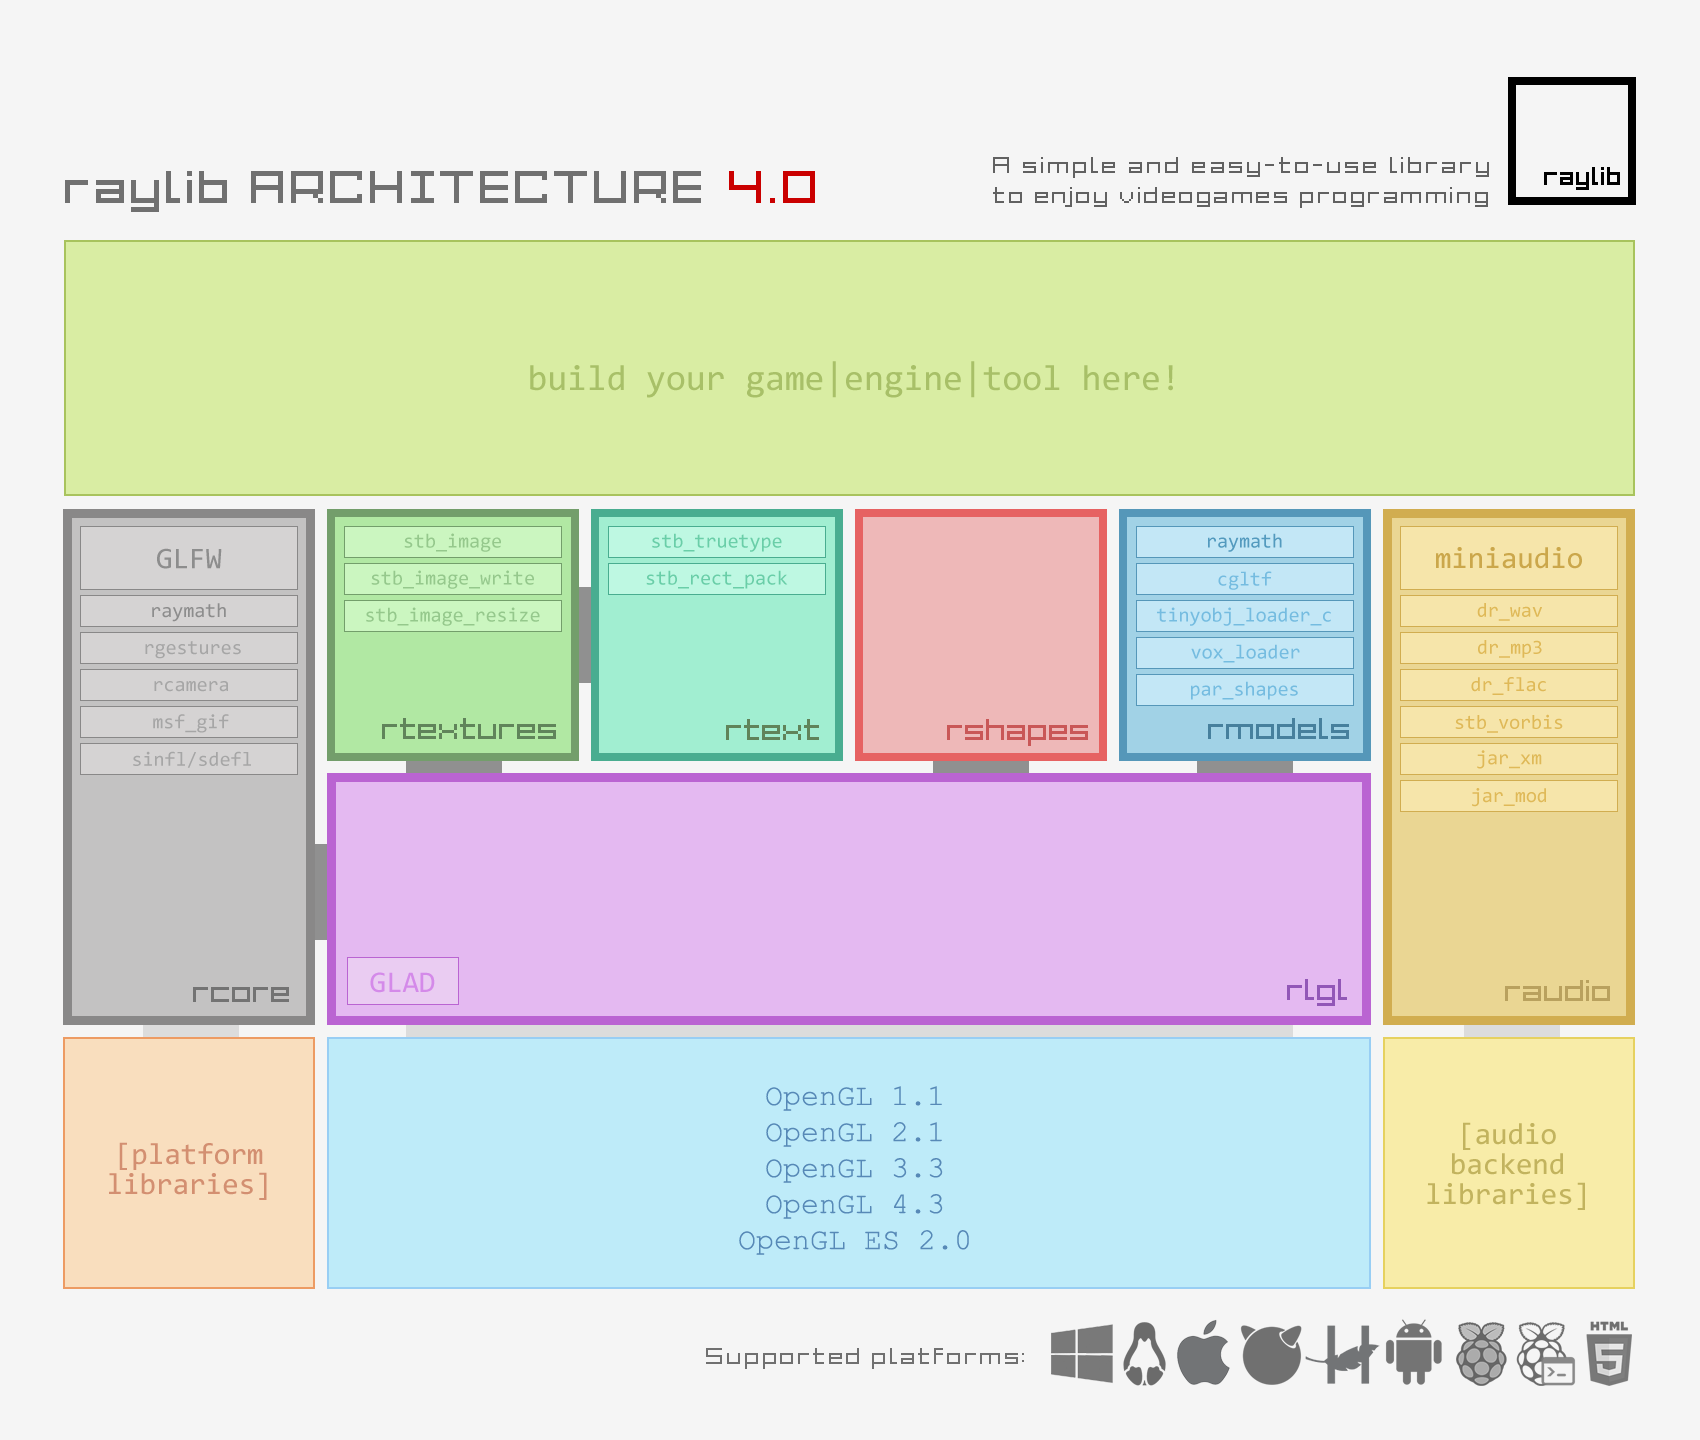 A simple and easy-to-use library
to enjoy videogames programming
raylib
raylib ARCHITECTURE 4.0
build your game|engine|tool here!
GLFW
raymath
rgestures
rcamera
msf_gif
sinfl/sdefl
rcore
stb_image
stb_image_write
stb_image_resize
rtextures
stb_truetype
stb_rect_pack
rtext
rshapes
raymath
cgltf
tinyobj_loader_c
vox_loader
par_shapes
rmodels
miniaudio
dr_wav
dr_mp3
dr_flac
stb_vorbis
jar_xm
jar_mod
raudio
GLAD
rlgl
[platform
libraries]
OpenGL 1.1
OpenGL 2.1
OpenGL 3.3
OpenGL 4.3
OpenGL ES 2.0
[audio
backend
libraries]
Supported platforms:
HTML
5